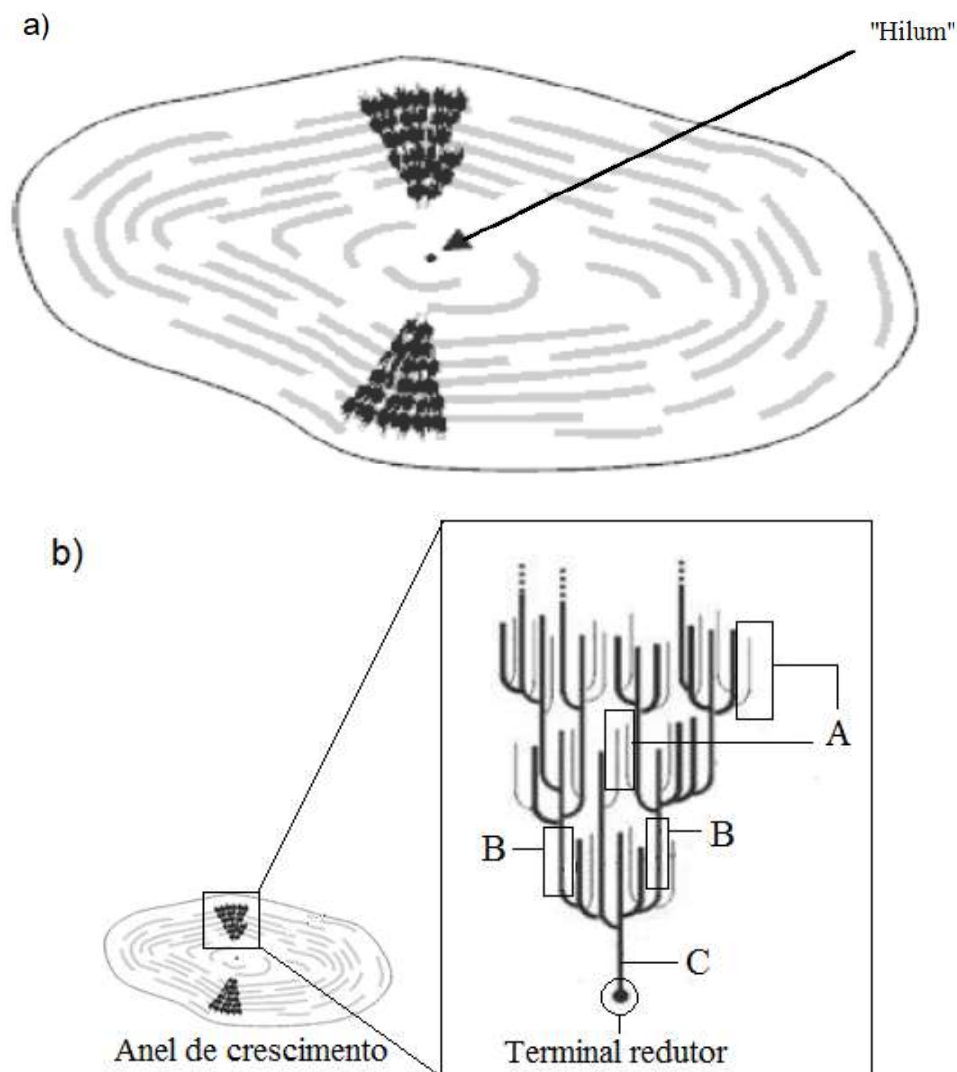 a)
"Hilum"
b)
A
B
B
C
Anel de crescimento
Terminal redutor